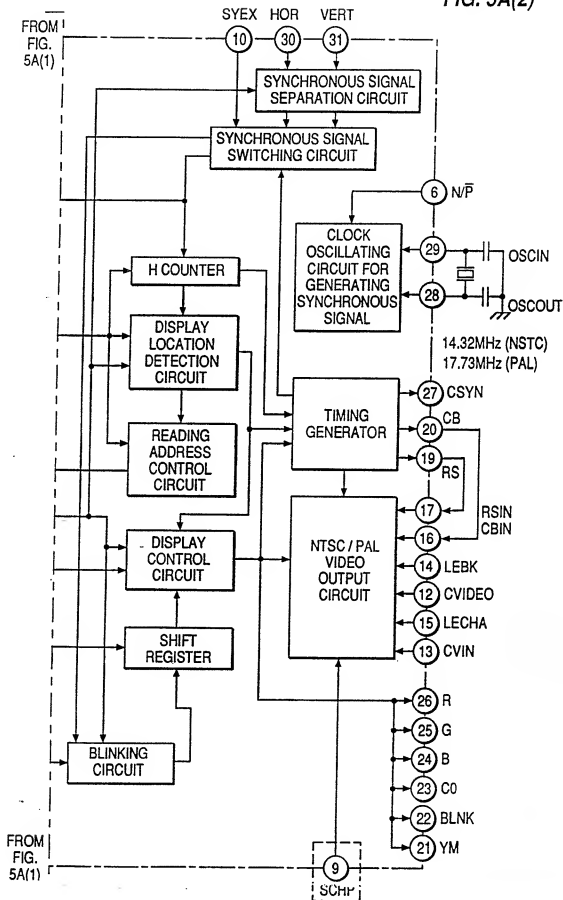 FIG. 5A(2)
FROM
FIG.
5A(1)
SYEX HOR VERT
10 30 31
SYNCHRONOUS SIGNAL
SEPARATION CIRCUIT
SYNCHRONOUS SIGNAL
SWITCHING CIRCUIT
6 N/P̅
CLOCK
OSCILLATING
CIRCUIT FOR
GENERATING
SYNCHRONOUS
SIGNAL
29
OSCIN
28
OSCOUT
14.32MHz (NSTC)
17.73MHz (PAL)
H COUNTER
DISPLAY
LOCATION
DETECTION
CIRCUIT
READING
ADDRESS
CONTROL
CIRCUIT
TIMING
GENERATOR
27 CSYN
CB
20
19
RS
DISPLAY
CONTROL
CIRCUIT
NTSC / PAL
VIDEO
OUTPUT
CIRCUIT
17
RSIN
CBIN
16
14 LEBK
12 CVIDEO
15 LECHA
13 CVIN
SHIFT
REGISTER
BLINKING
CIRCUIT
26 R
25 G
24 B
23 C0
22 BLNK
21 YM
FROM
FIG.
5A(1)
9
SCHP